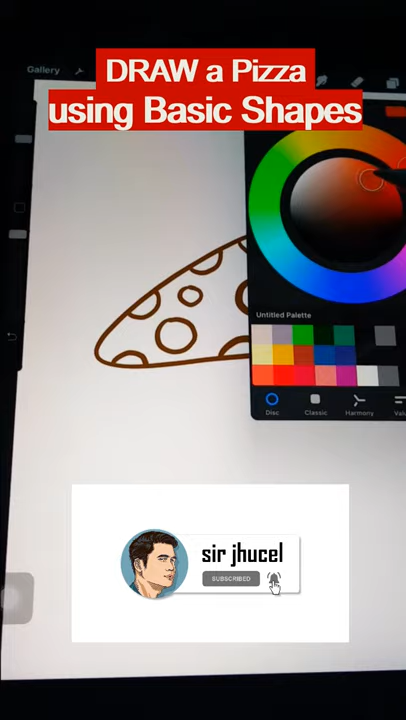 DRAW a Pizza
using Basic Shapes
Gallery
Untitled Palette
Disc
Classic
Harmony
sir jhucel
SUBSCRIBED